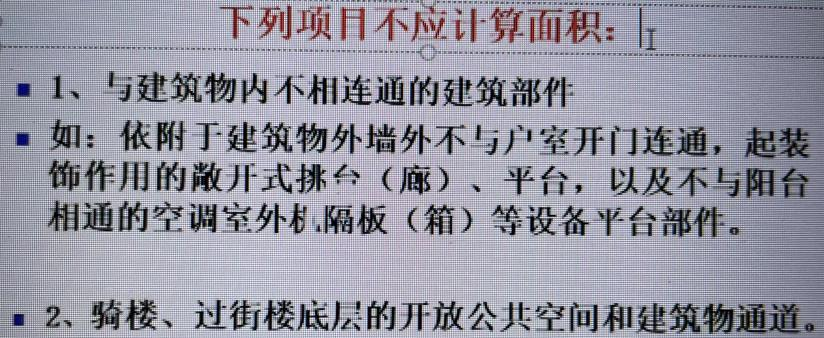 下列项目不应计算面积：
1、与建筑物内不相连通的建筑部件
如：依附于建筑物外墙外不与户室开门连通，起装
饰作用的敞开式挑台（廊）、平台，以及不与阳台
相通的空调室外机隔板（箱）等设备平台部件。
2、骑楼、过街楼底层的开放公共空间和建筑物通道。